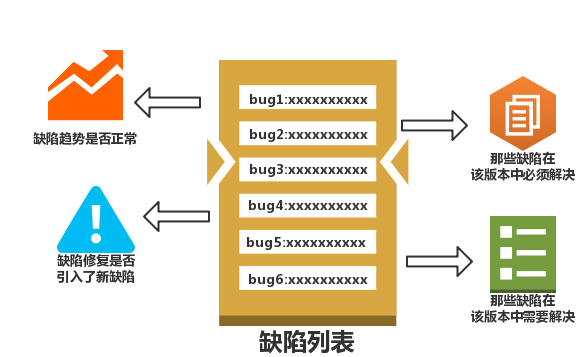 缺陷趋势是否正常
缺陷修复是否
引入了新缺陷
bug1:xxxxxxxxxx
bug2:xxxxxxxxxx
bug3:xxxxxxxxxx
bug4:xxxxxxxxxx
bug5:xxxxxxxxxx
bug6:xxxxxxxxxx
缺陷列表
那些缺陷在
该版本中必须解决
那些缺陷在
该版本中需要解决